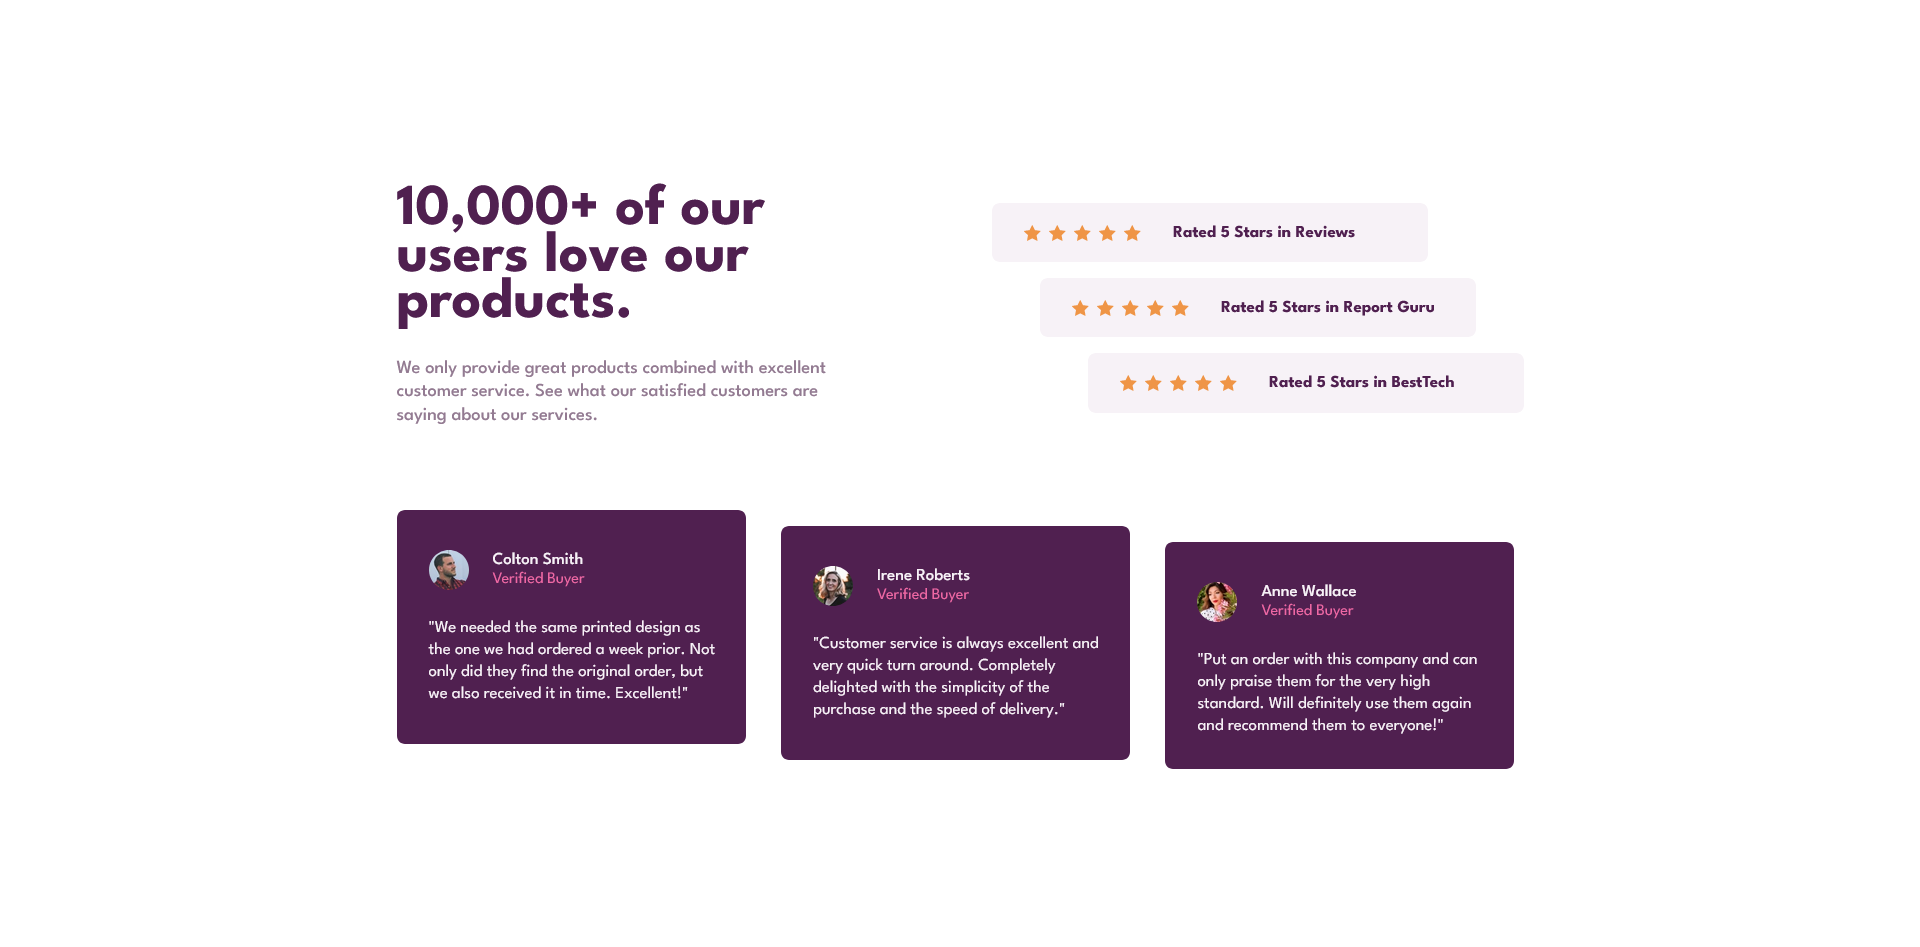 10,000+ of our
users love our
products.
We only provide great products combined with excellent
customer service. See what our satisfied customers are
saying about our services.
Rated 5 Stars in Reviews
Rated 5 Stars in Report Guru
Rated 5 Stars in BestTech
Colton Smith
Verified Buyer
"We needed the same printed design as
the one we had ordered a week prior. Not
only did they find the original order, but
we also received it in time. Excellent!"
Irene Roberts
Verified Buyer
"Customer service is always excellent and
very quick turn around. Completely
delighted with the simplicity of the
purchase and the speed of delivery."
Anne Wallace
Verified Buyer
"Put an order with this company and can
only praise them for the very high
standard. Will definitely use them again
and recommend them to everyone!"